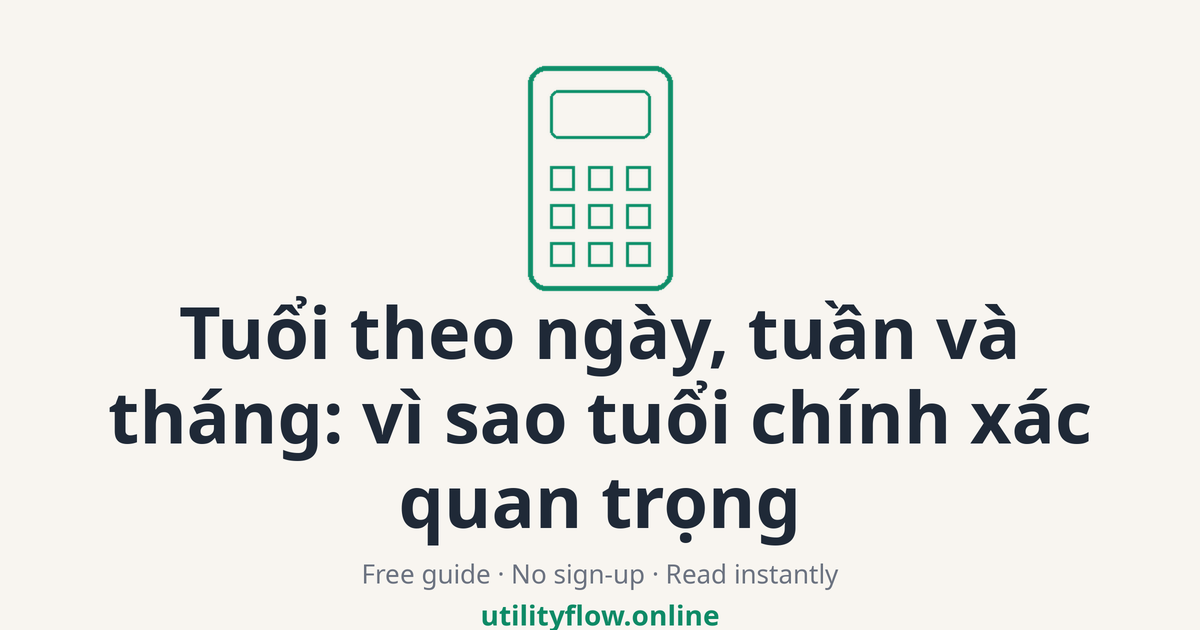 Tuổi theo ngày, tuần và
tháng: vì sao tuổi chính xác
quan trọng
Free guide · No sign-up · Read instantly
utilityflow.online